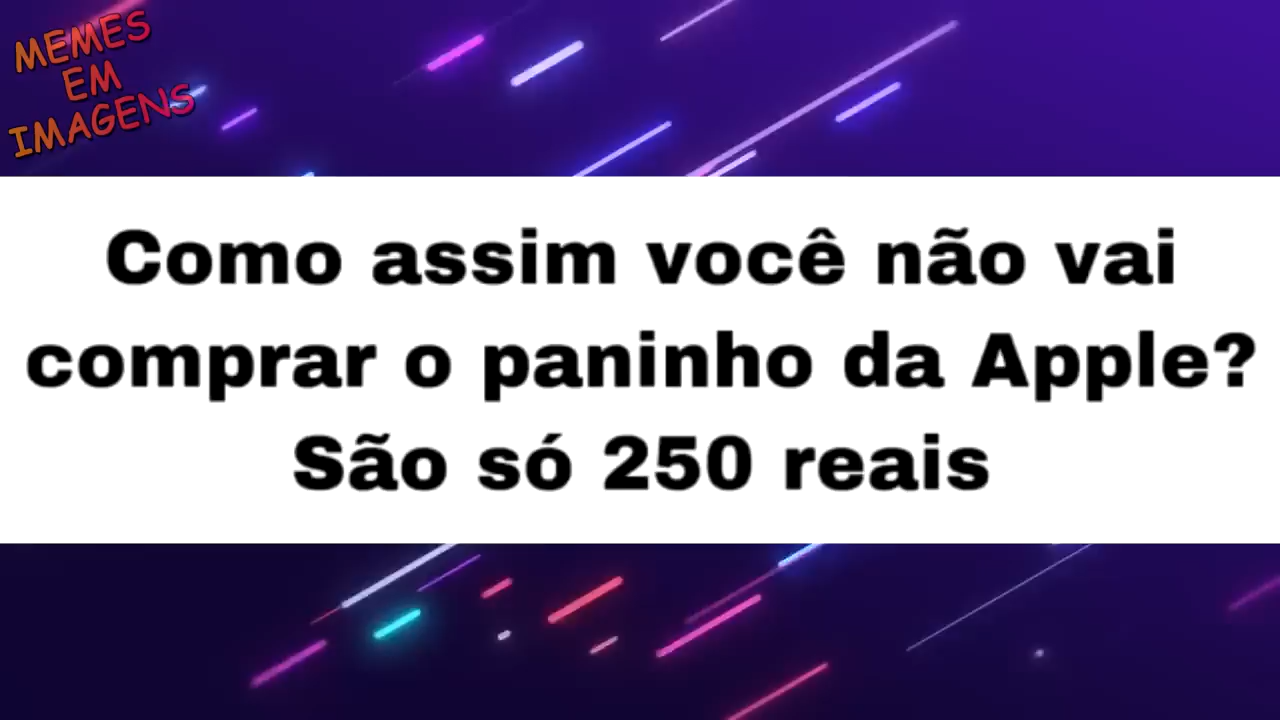 MEMES
EM
IMAGENS
Como assim você não vai
comprar o paninho da Apple?
São só 250 reais